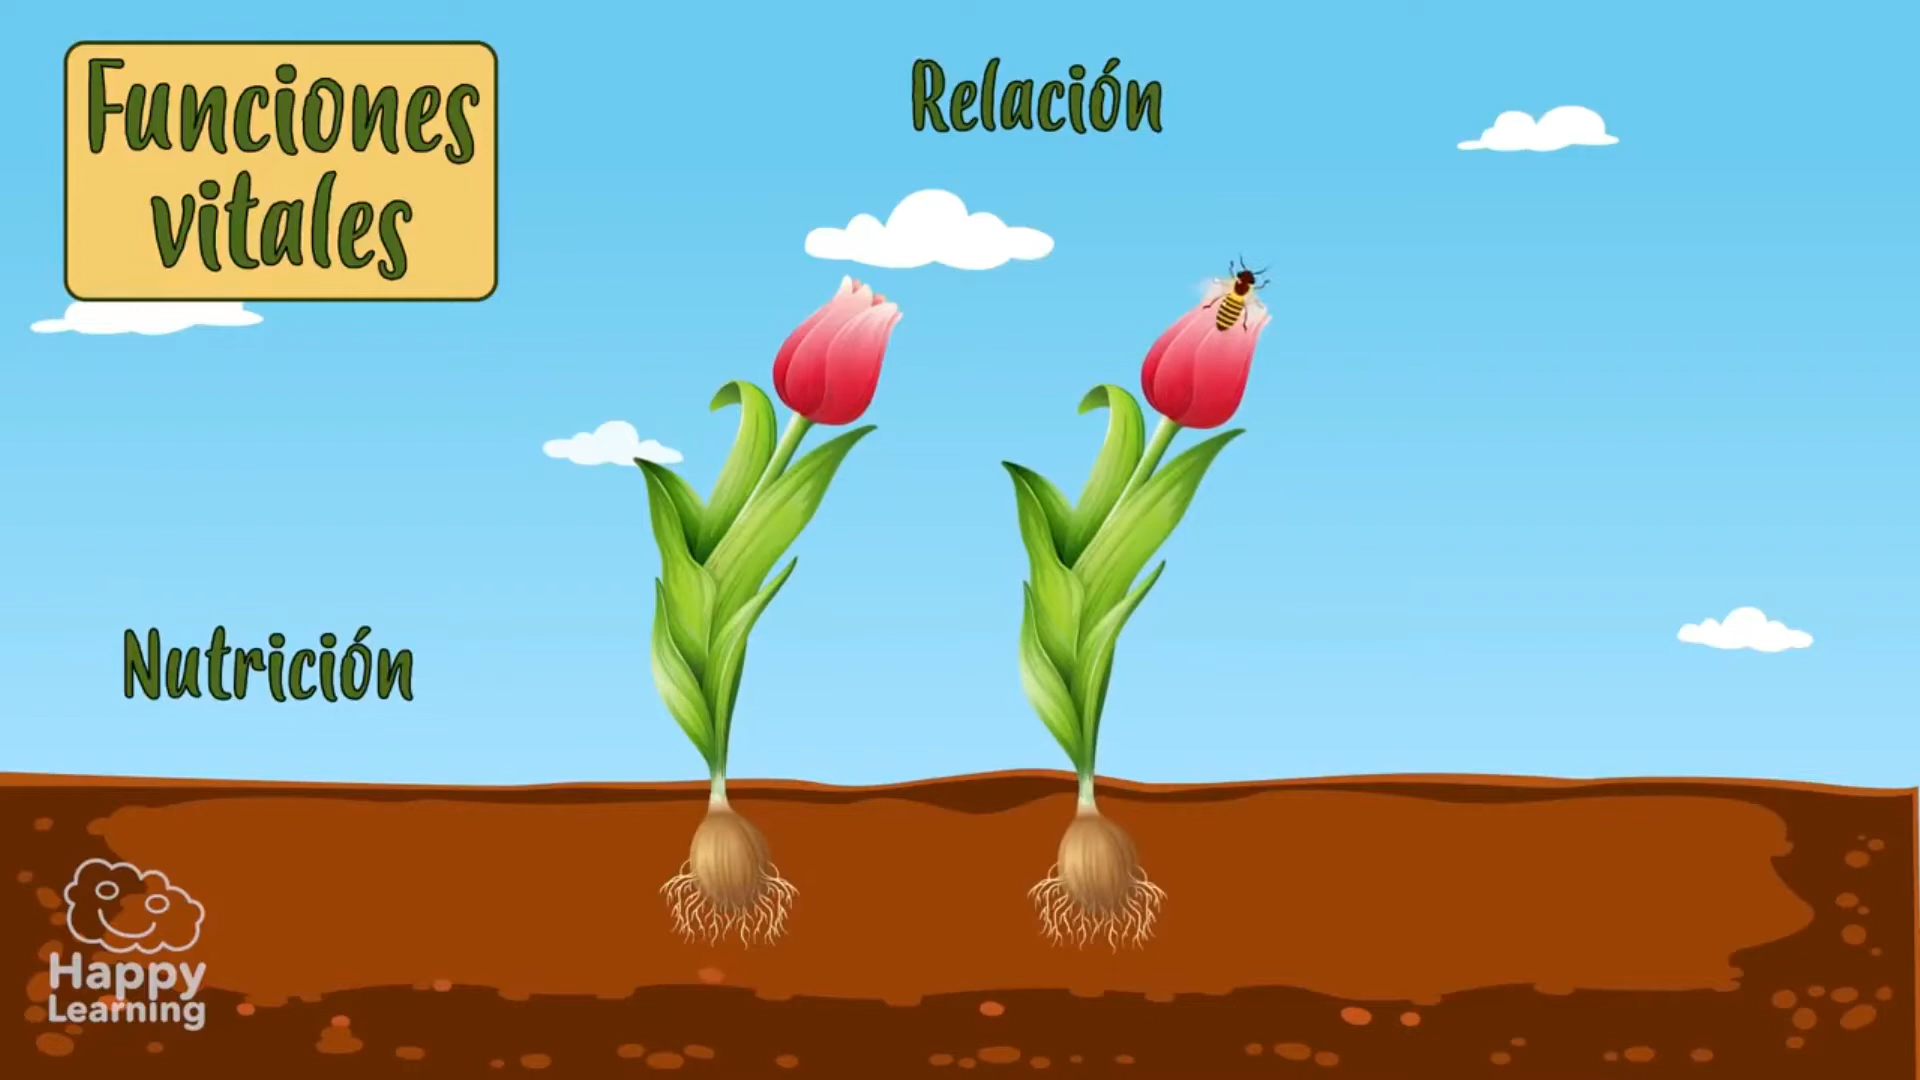 Funciones
vitales
Relación
Nutrición
Happy
Learning